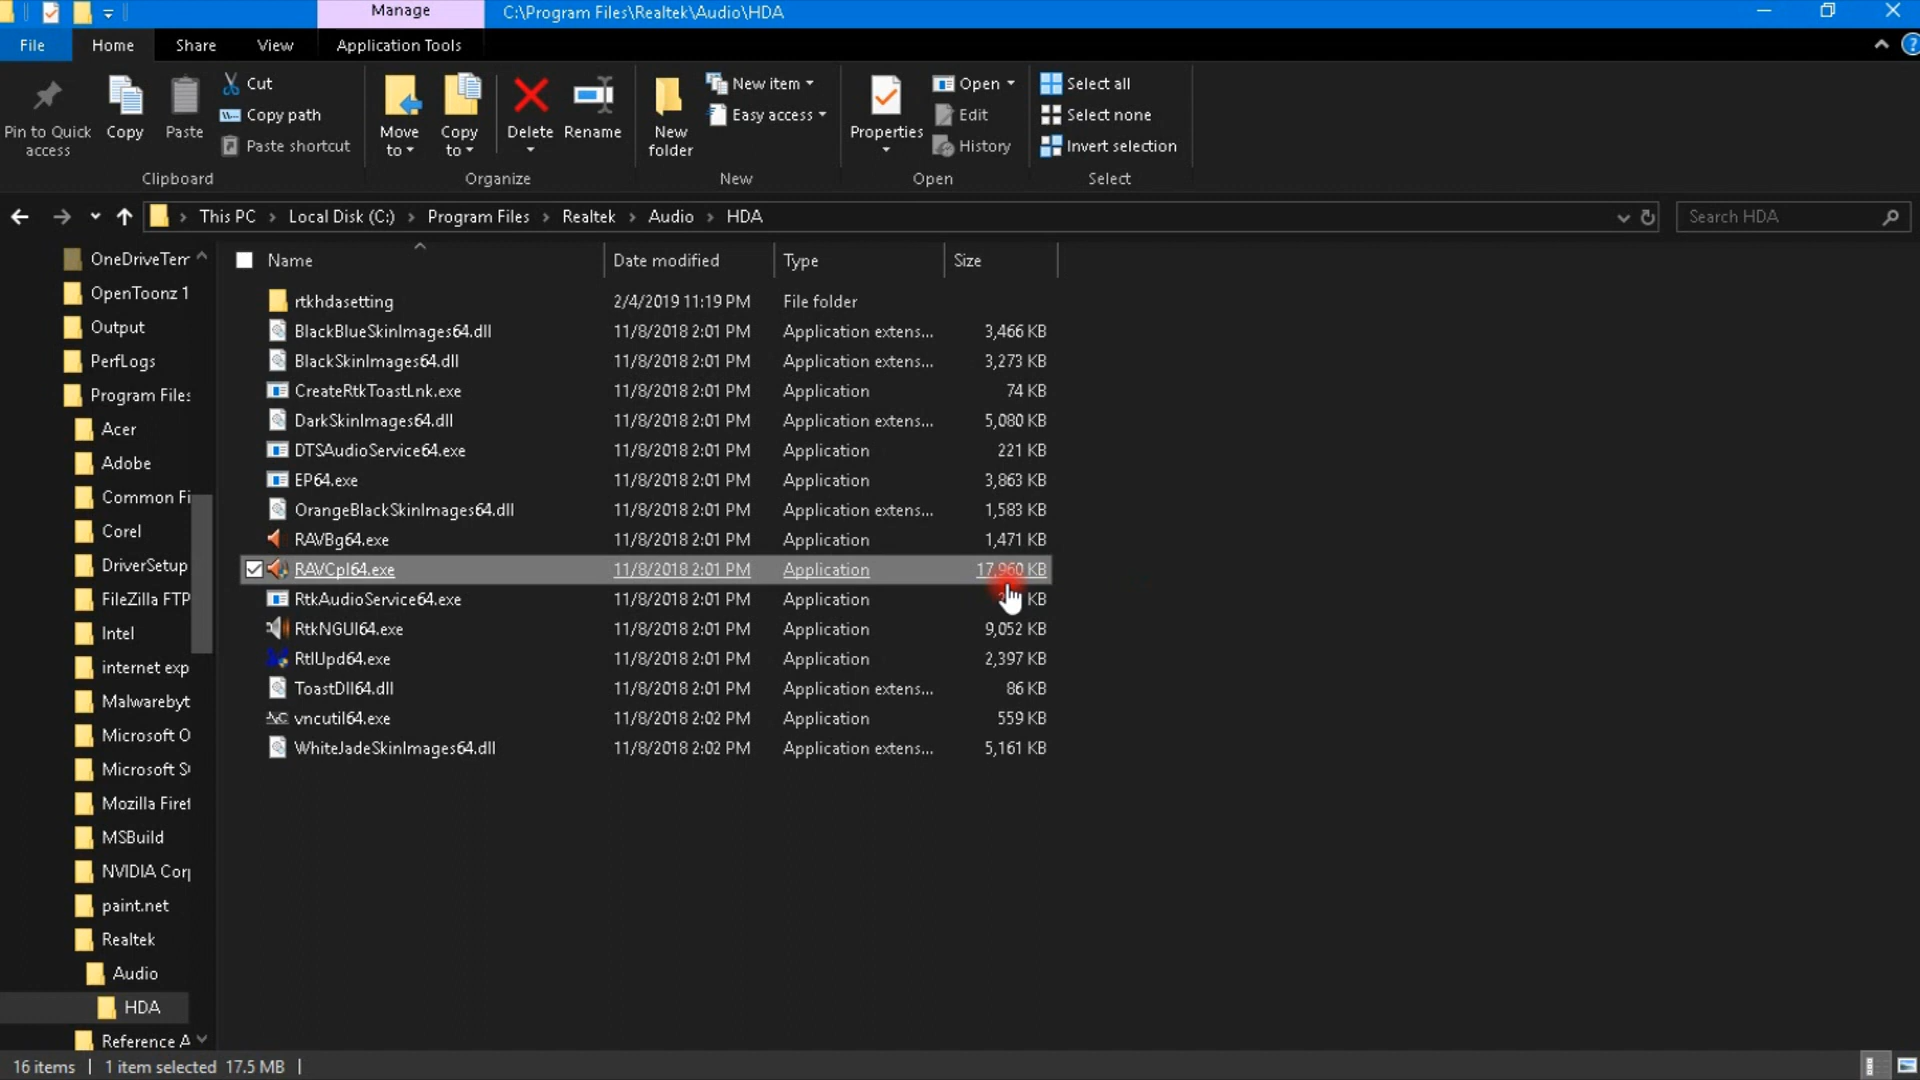 Manage
C:\Program Files\Realtek\Audio\HDA
File
Home
Share
View
Application Tools
Pin to Quick
access
Copy
Paste
Cut
Copy path
Paste shortcut
Clipboard
Move
to
Copy
to
Delete
Rename
Organize
New
folder
New item
Easy access
New
Properties
Open
Edit
History
Open
Select all
Select none
Invert selection
Select
This PC > Local Disk (C:) > Program Files > Realtek > Audio > HDA
Search HDA
OneDriveTem
OpenToonz 1
Output
PerfLogs
Program Files
Acer
Adobe
Common Fi
Corel
DriverSetup
FileZilla FTP
Intel
internet exp
Malwarebyt
Microsoft O
Microsoft S
Mozilla Firef
MSBuild
NVIDIA Corp
paint.net
Realtek
Audio
HDA
Reference A
Name Date modified Type Size
rtkhdasetting 2/4/2019 11:19 PM File folder
BlackBlueSkinImages64.dll 11/8/2018 2:01 PM Application extens... 3,466 KB
BlackSkinImages64.dll 11/8/2018 2:01 PM Application extens... 3,273 KB
CreateRtkToastLnk.exe 11/8/2018 2:01 PM Application 74 KB
DarkSkinImages64.dll 11/8/2018 2:01 PM Application extens... 5,080 KB
DTSAudioService64.exe 11/8/2018 2:01 PM Application 221 KB
EP64.exe 11/8/2018 2:01 PM Application 3,863 KB
OrangeBlackSkinImages64.dll 11/8/2018 2:01 PM Application extens... 1,583 KB
RAVBg64.exe 11/8/2018 2:01 PM Application 1,471 KB
RAVCpl64.exe 11/8/2018 2:01 PM Application 17,960 KB
RtkAudioService64.exe 11/8/2018 2:01 PM Application KB
RtkNGUI64.exe 11/8/2018 2:01 PM Application 9,052 KB
RtlUpd64.exe 11/8/2018 2:01 PM Application 2,397 KB
ToastDll64.dll 11/8/2018 2:01 PM Application extens... 86 KB
vncutil64.exe 11/8/2018 2:02 PM Application 559 KB
WhiteJadeSkinImages64.dll 11/8/2018 2:02 PM Application extens... 5,161 KB
16 items | 1 item selected 17.5 MB |